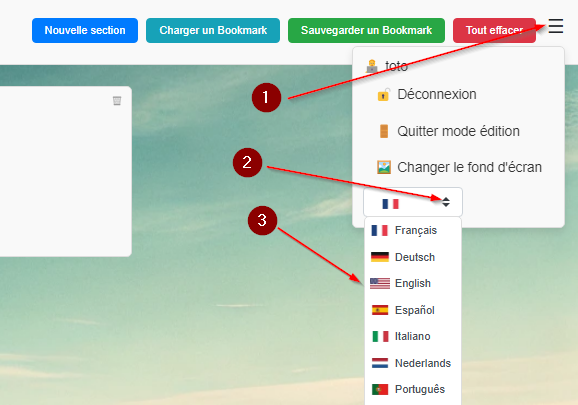 Nouvelle section
Charger un Bookmark
Sauvegarder un Bookmark
Tout effacer
1
toto
Déconnexion
Quitter mode édition
2
Changer le fond d'écran
3
Français
Deutsch
English
Español
Italiano
Nederlands
Português